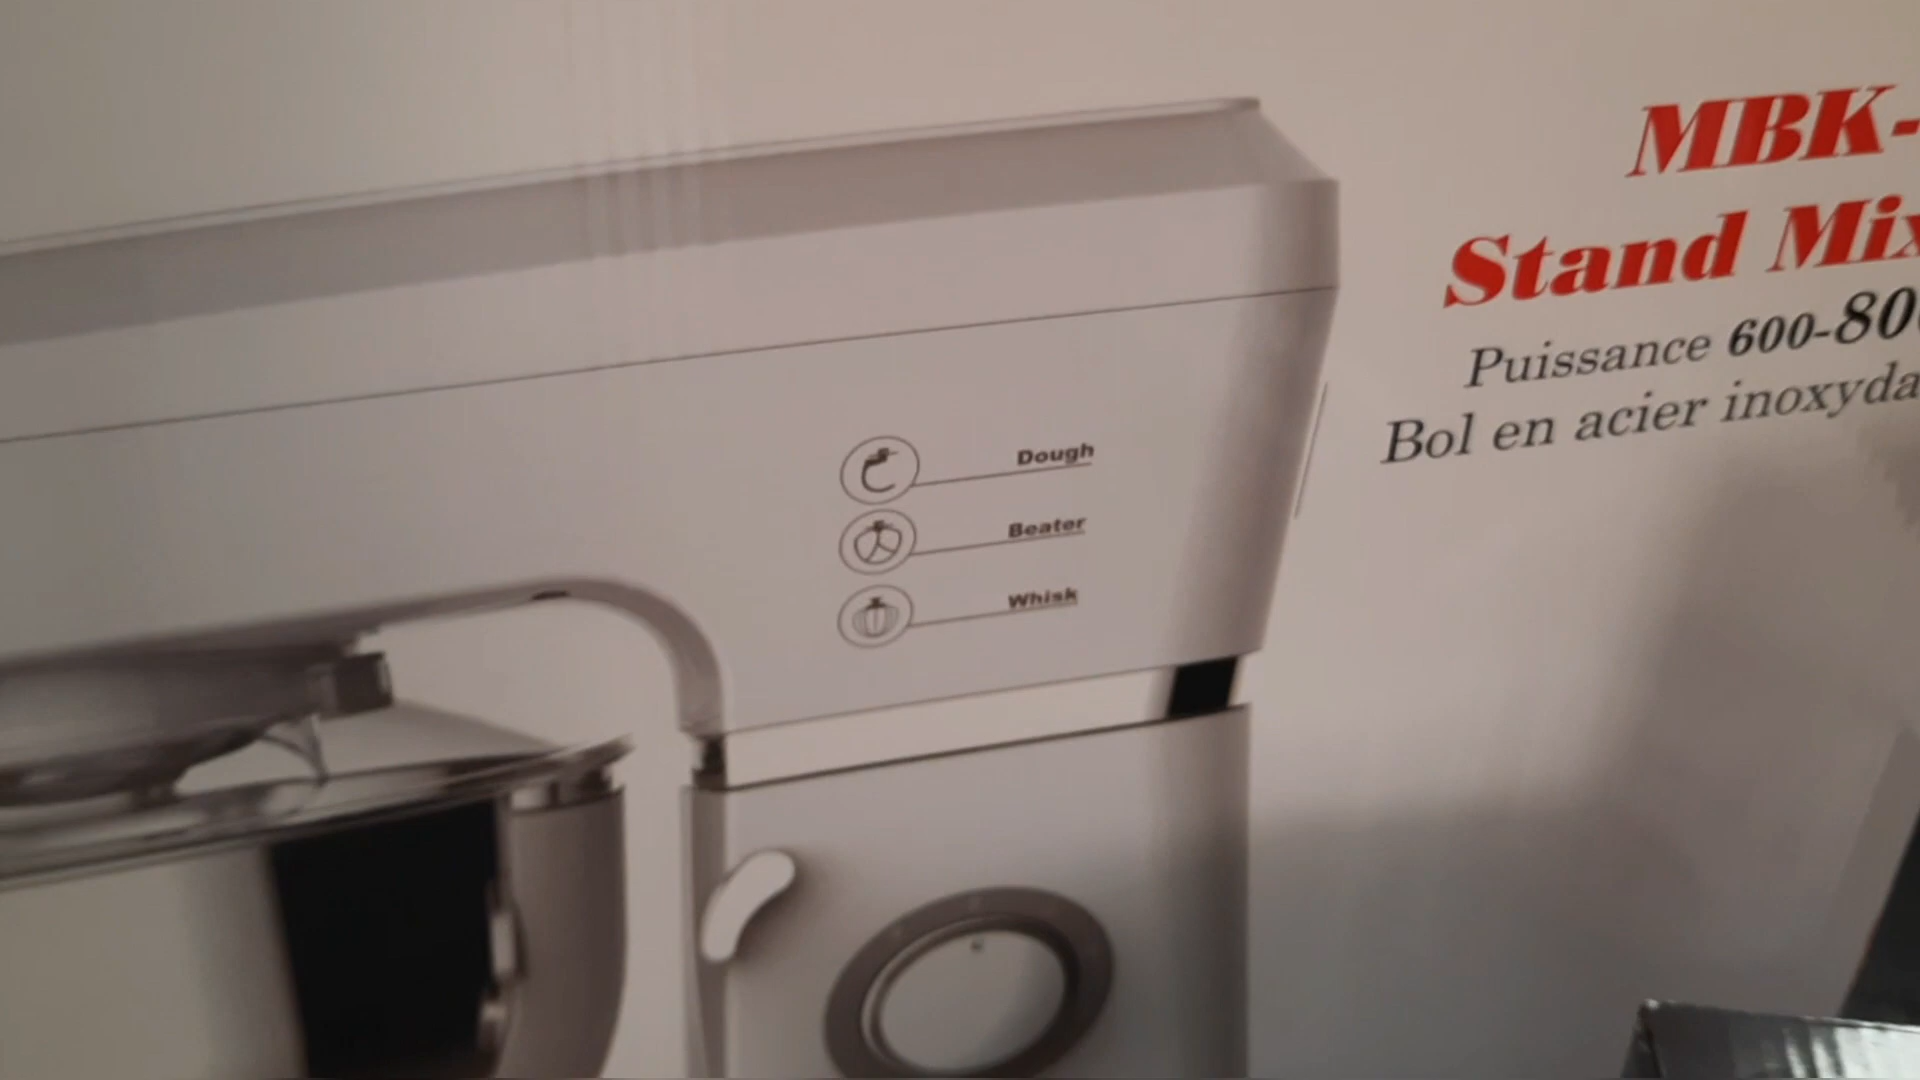 MBK-
Stand Mix
Puissance 600-80
Bol en acier inoxyda
Dough
Beater
Whisk